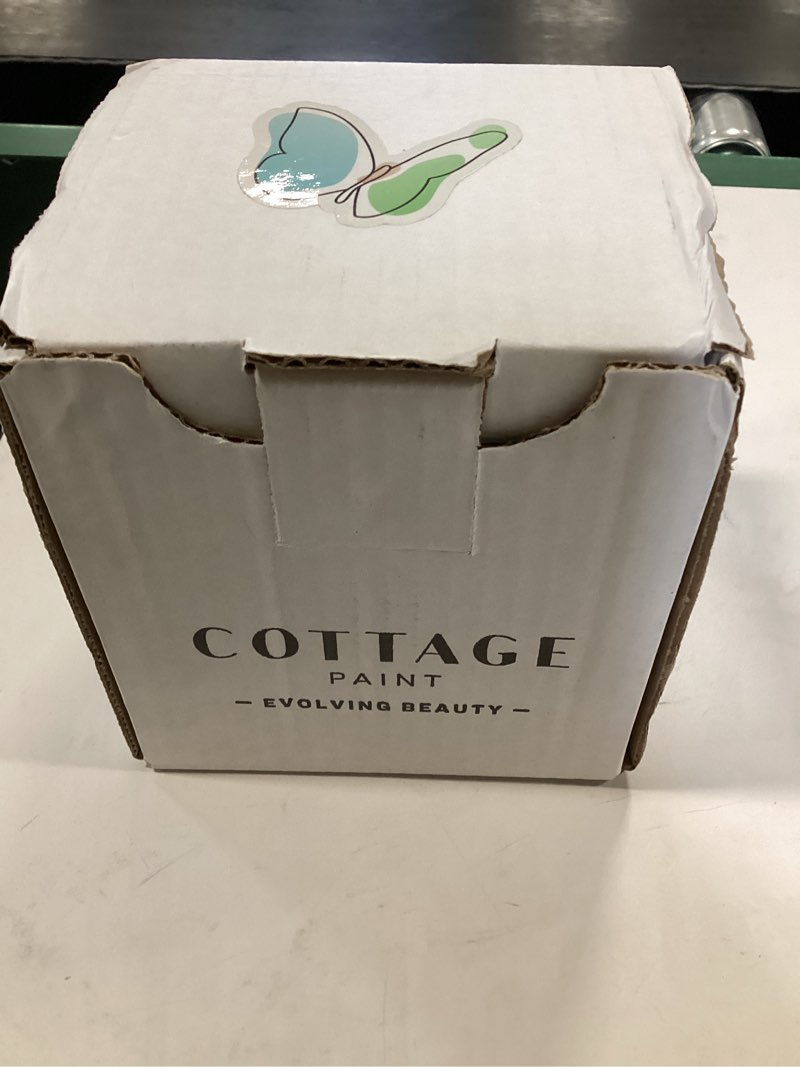 COTTAGE
PAINT
— EVOLVING BEAUTY —